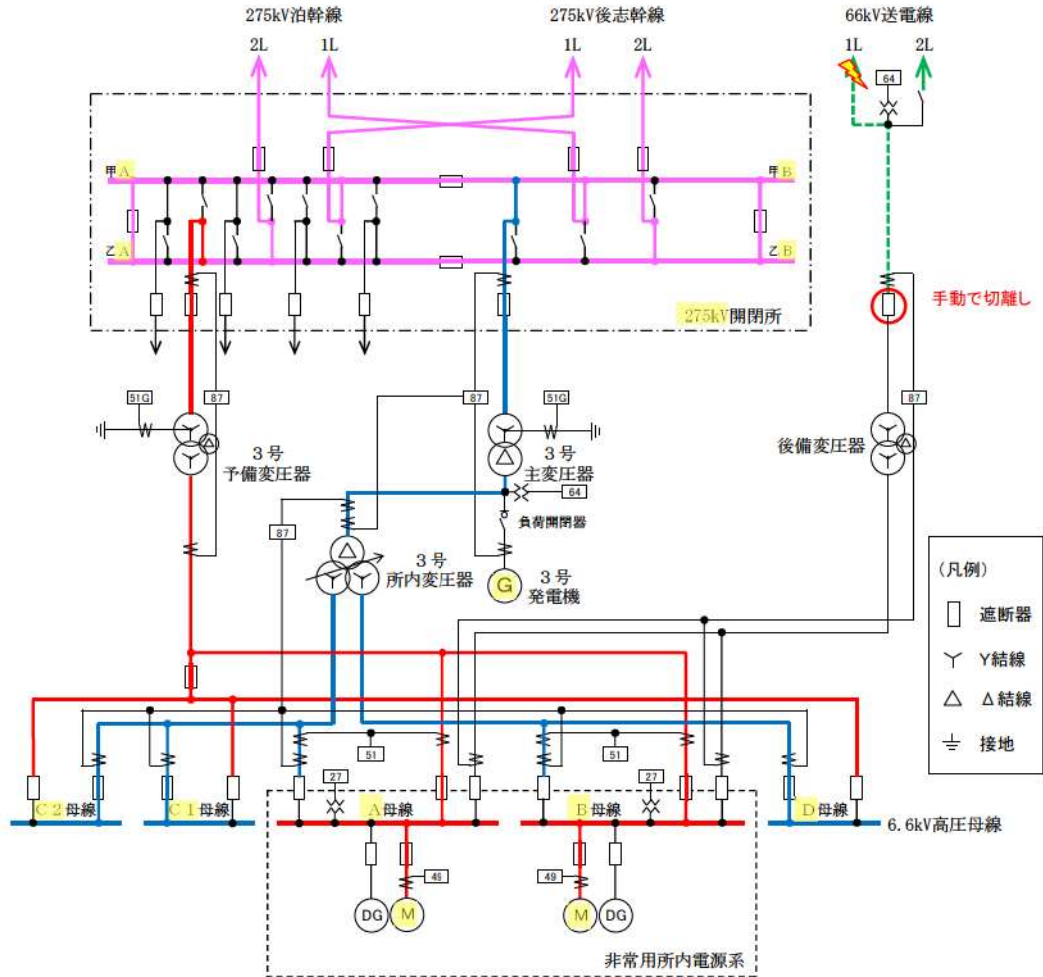 275kV泊幹線
275kV後志幹線
66kV送電線
2L
1L
1L
2L
1L
2L
64
甲A
甲B
乙A
乙B
275kV開閉所
手動で切離し
51G
87
51G
87
87
3号
予備変圧器
3号
主変圧器
後備変圧器
64
負荷開閉器
87
3号
所内変圧器
G
3号
発電機
(凡例)
遮断器
Y結線
Δ結線
接地
51
51
27
27
C2母線
C1母線
A母線
B母線
D母線
6.6kV高圧母線
49
49
DG
M
M
DG
非常用所内電源系